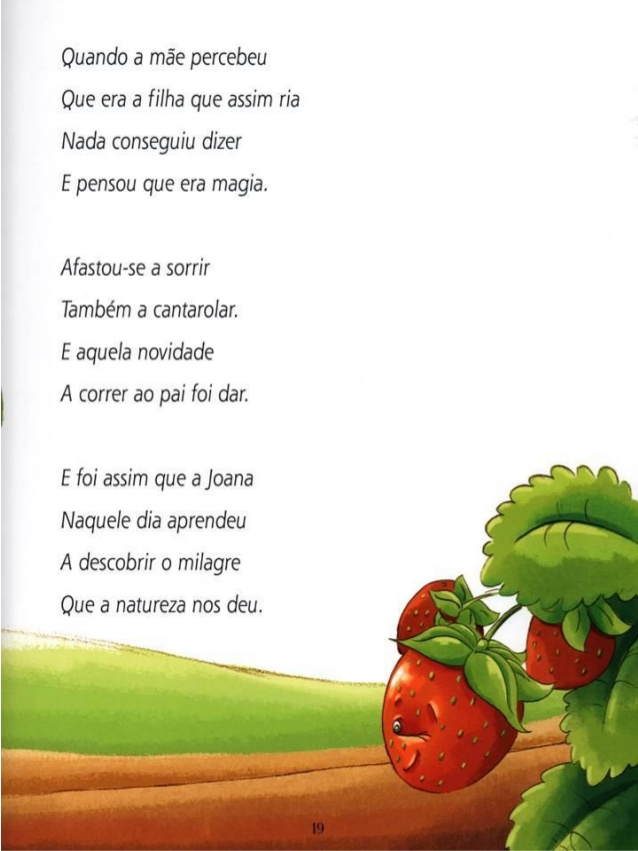 Quando a mãe percebeu
Que era a filha que assim ria
Nada conseguiu dizer
E pensou que era magia.
Afastou-se a sorrir
Também a cantarolar.
E aquela novidade
A correr ao pai foi dar.
E foi assim que a Joana
Naquele dia aprendeu
A descobrir o milagre
Que a natureza nos deu.
19